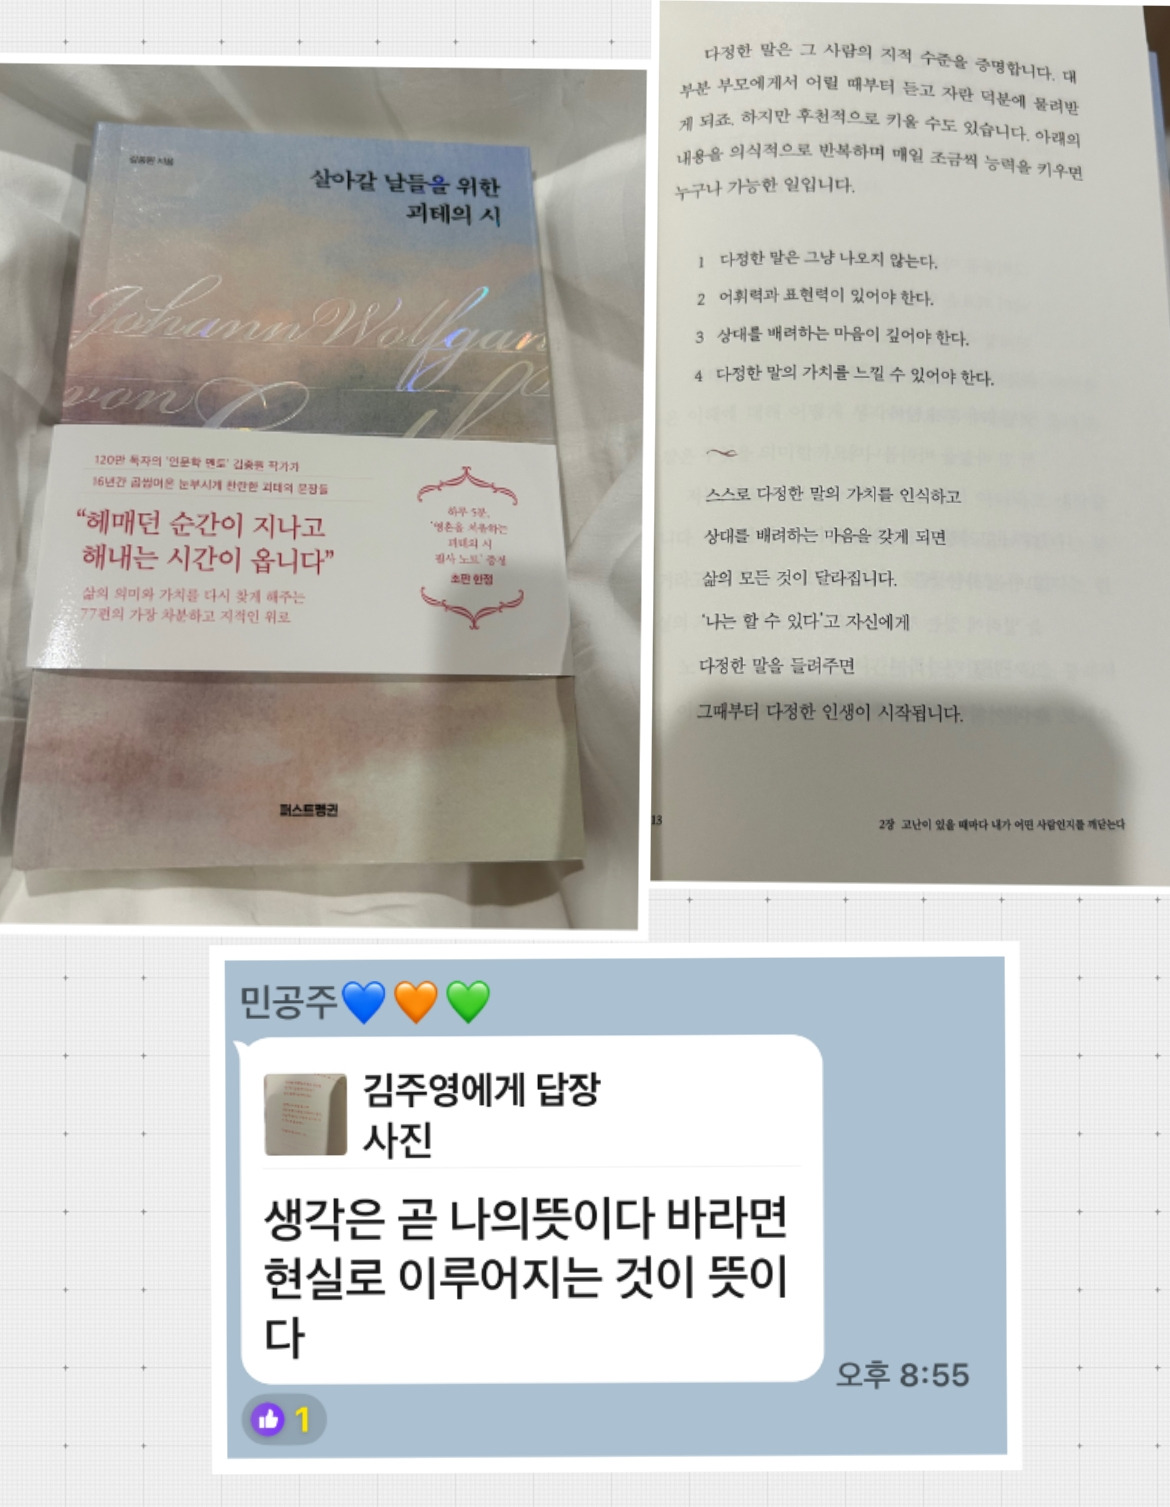 김종원 지음
살아갈 날들을 위한
괴테의 시
Johann Wolfgan
von
120만 독자의 '인문학 멘토' 김종원 작가가
16년간 곱씹어온 눈부시게 찬란한 괴테의 문장들
"헤매던 순간이 지나고
해내는 시간이 옵니다"
삶의 의미와 가치를 다시 찾게 해주는
77편의 가장 차분하고 지적인 위로
하루 5분,
'영혼을 치유하는
괴테의 시
필사 노트' 증정
초판 한정
퍼스트펭귄
다정한 말은 그 사람의 지적 수준을 증명합니다. 대
부분 부모에게서 어릴 때부터 듣고 자란 덕분에 물려받
게 되죠. 하지만 후천적으로 키울 수도 있습니다. 아래의
내용을 의식적으로 반복하며 매일 조금씩 능력을 키우면
누구나 가능한 일입니다.
1 다정한 말은 그냥 나오지 않는다.
2 어휘력과 표현력이 있어야 한다.
3 상대를 배려하는 마음이 깊어야 한다.
4 다정한 말의 가치를 느낄 수 있어야 한다.
스스로 다정한 말의 가치를 인식하고
상대를 배려하는 마음을 갖게 되면
삶의 모든 것이 달라집니다.
'나는 할 수 있다'고 자신에게
다정한 말을 들려주면
그때부터 다정한 인생이 시작됩니다.
13
2장 고난이 있을 때마다 내가 어떤 사람인지를 깨닫는다
민공주💙🧡💚
김주영에게 답장
사진
생각은 곧 나의뜻이다 바라면
현실로 이루어지는 것이 뜻이
다
오후 8:55
1